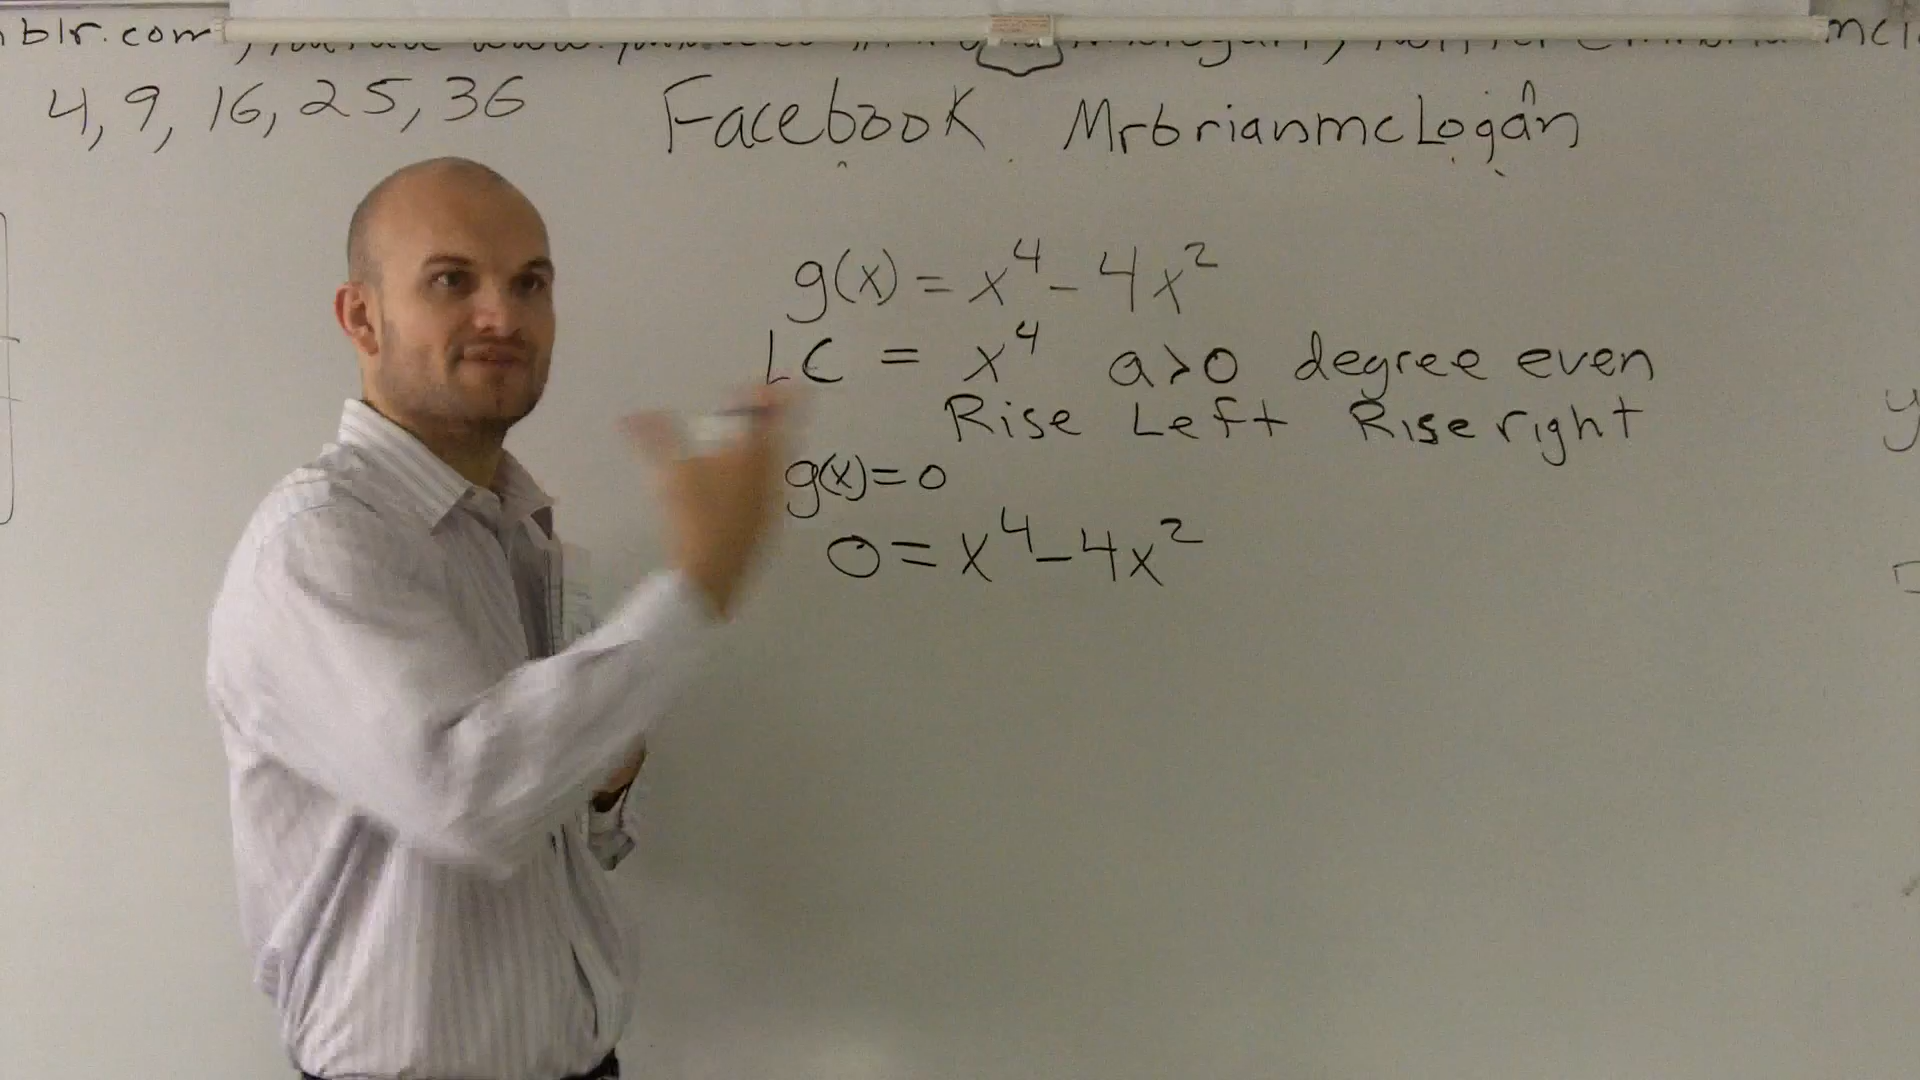 blr.com
4, 9, 16, 25, 36
Facebook MrbrianmcLogan
g(x) = x⁴ - 4x²
LC = x⁴ a>0 degree even
Rise Left Rise right
g(x) = 0
0 = x⁴ - 4x²